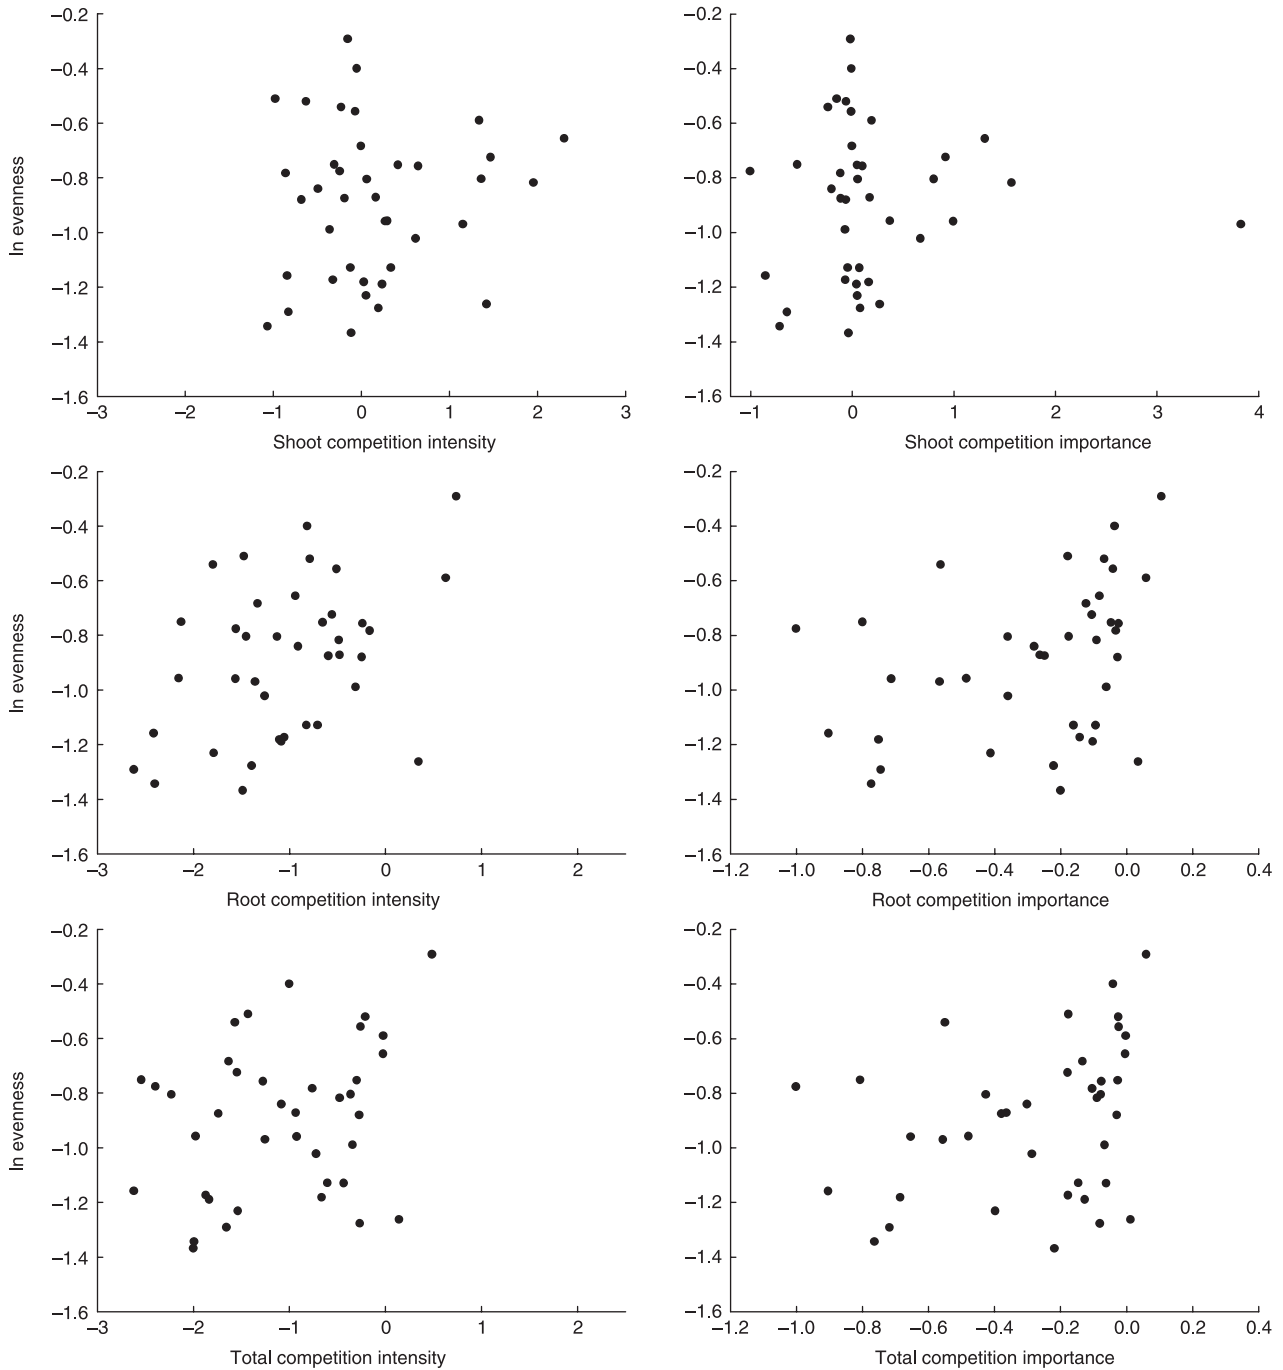 −0.2 −0.2
−0.4 −0.4
−0.6 −0.6
−0.8 −0.8
−1.0 −1.0
−1.2 −1.2
−1.4 −1.4
−1.6 −1.6
ln evenness
−3 −2 −1 0 1 2 3 −1 0 1 2 3 4
Shoot competition intensity Shoot competition importance
−0.2 −0.2
−0.4 −0.4
−0.6 −0.6
−0.8 −0.8
−1.0 −1.0
−1.2 −1.2
−1.4 −1.4
−1.6 −1.6
ln evenness
−3 −2 −1 0 1 2 −1.2 −1.0 −0.8 −0.6 −0.4 −0.2 0.0 0.2 0.4
Root competition intensity Root competition importance
−0.2 −0.2
−0.4 −0.4
−0.6 −0.6
−0.8 −0.8
−1.0 −1.0
−1.2 −1.2
−1.4 −1.4
−1.6 −1.6
ln evenness
−3 −2 −1 0 1 2 −1.2 −1.0 −0.8 −0.6 −0.4 −0.2 0.0 0.2 0.4
Total competition intensity Total competition importance